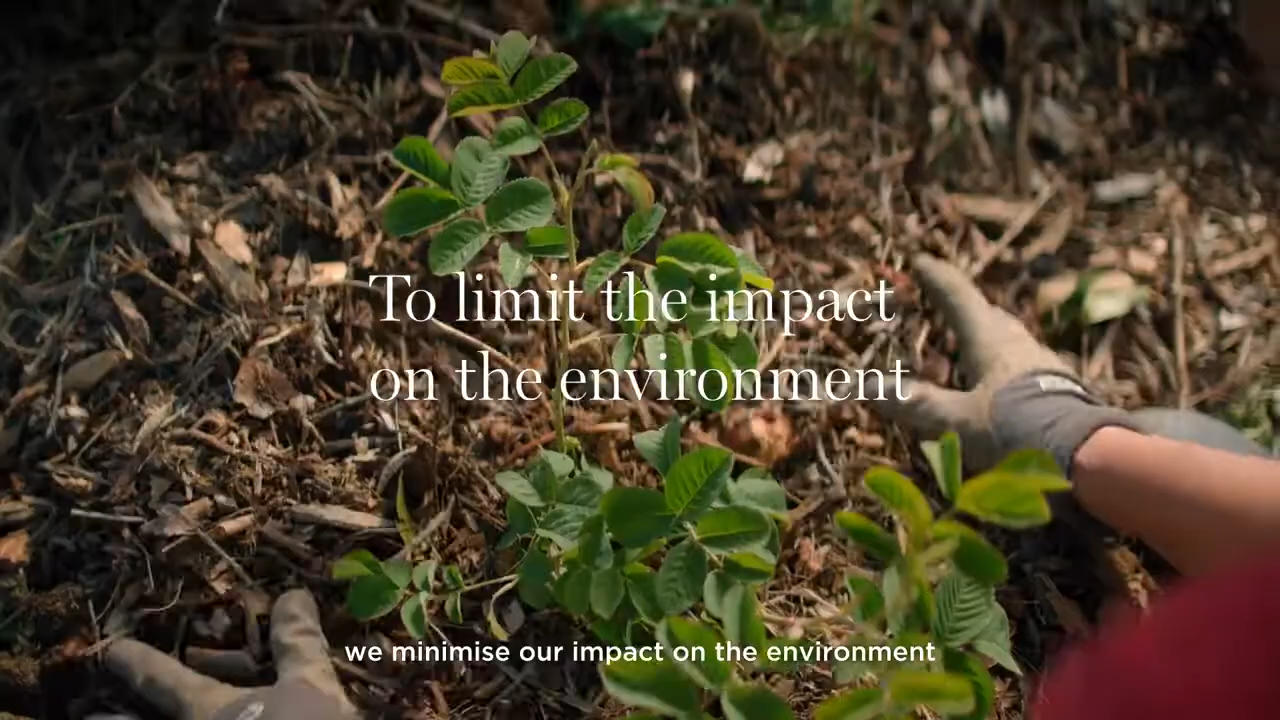 To limit the impact
on the environment
we minimise our impact on the environment